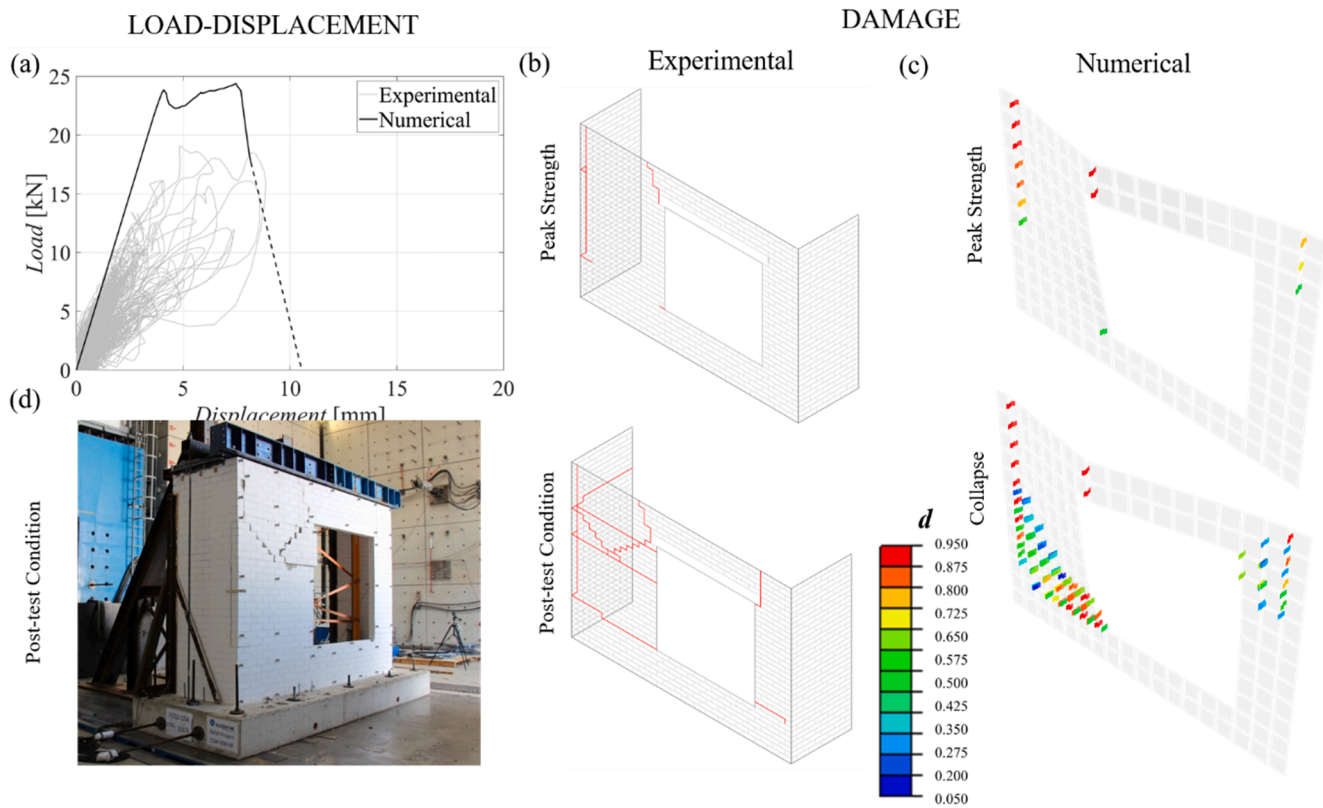 LOAD-DISPLACEMENT
DAMAGE
(a)
25
20
15
10
5
0
Load [kN]
Experimental
Numerical
0
5
10
15
20
Displacement [mm]
(b)
Experimental
Peak Strength
Post-test Condition
(c)
Numerical
Peak Strength
Collapse
d
0.950
0.875
0.800
0.725
0.650
0.575
0.500
0.425
0.350
0.275
0.200
0.050
(d)
Post-test Condition